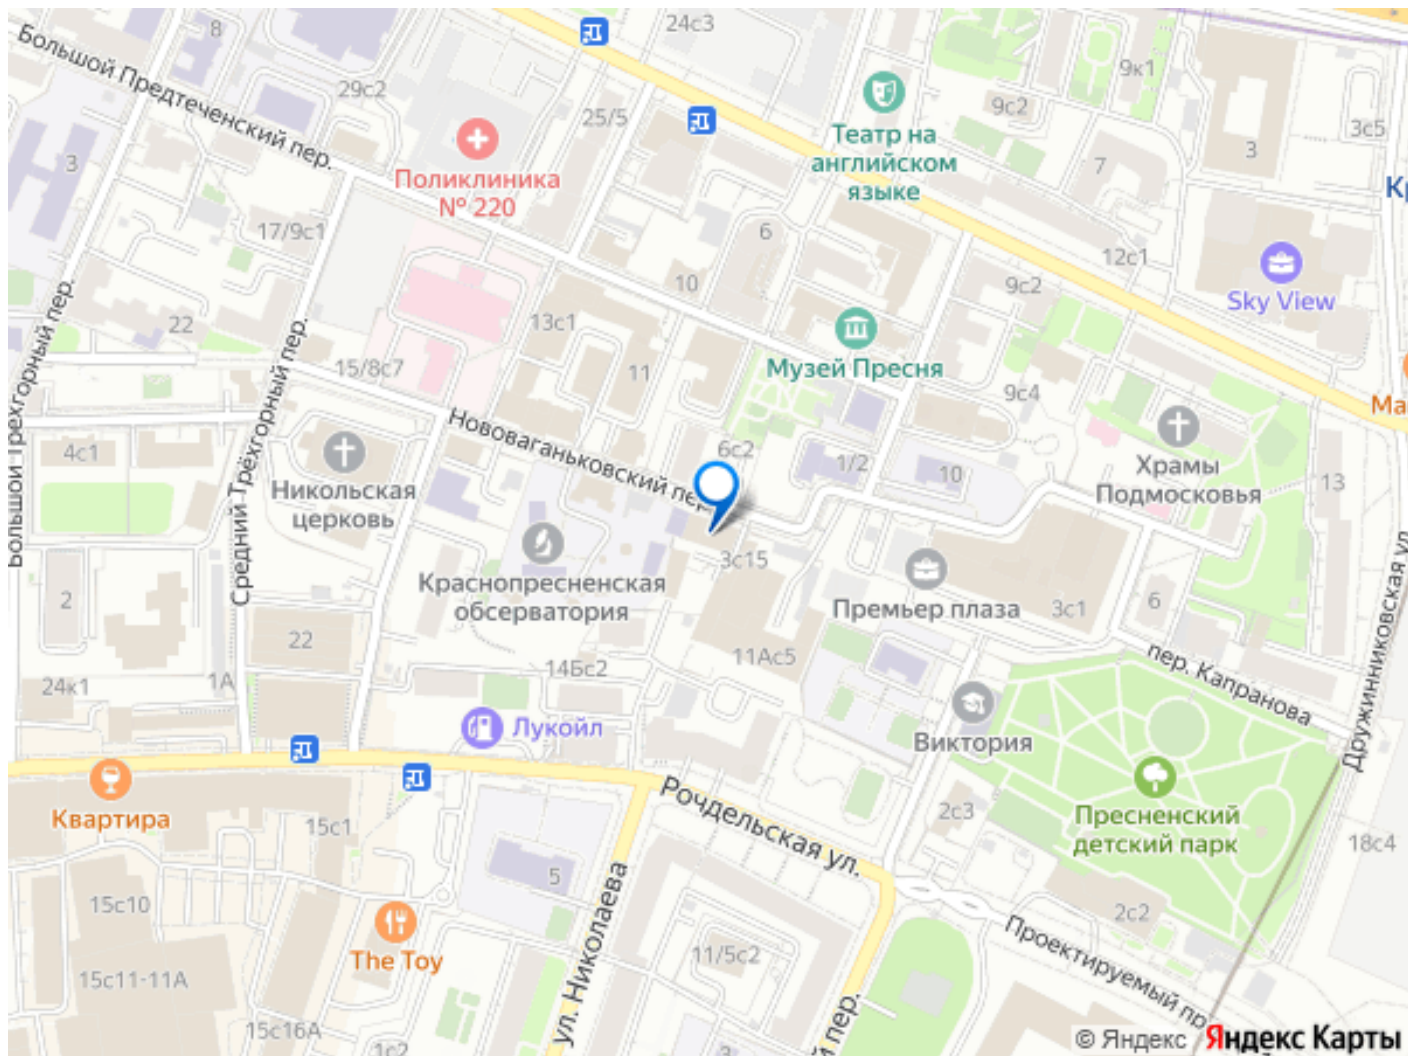 24с3
8
Большой Предтеченский пер.
29с2
25/5
9к1
9с2
3с5
3
Театр на
английском
языке
7
3
Поликлиника
№ 220
17/9с1
6
12с1
10
9с2
Sky View
22
13с1
15/8с7
11
Музей Пресня
9с4
Большой Трёхгорный пер.
Средний Трёхгорный пер.
Нововаганьковский пер.
4с1
Никольская
церковь
6с2
1/2
10
Храмы
Подмосковья
13
3с15
Краснопресненская
обсерватория
Премьер плаза
3с1
6
2
22
11Ас5
14Бс2
1А
24к1
пер. Капранова
Дружинниковская ул.
Лукойл
Виктория
Квартира
Рочдельская ул.
15с1
2с3
Пресненский
детский парк
18с4
5
ул. Николаева
15с10
2с2
The Toy
11/5с2
Проектируемый пр
15с11-11А
15с16А
1с2
3
й пер.
© Яндекс
Яндекс Карты